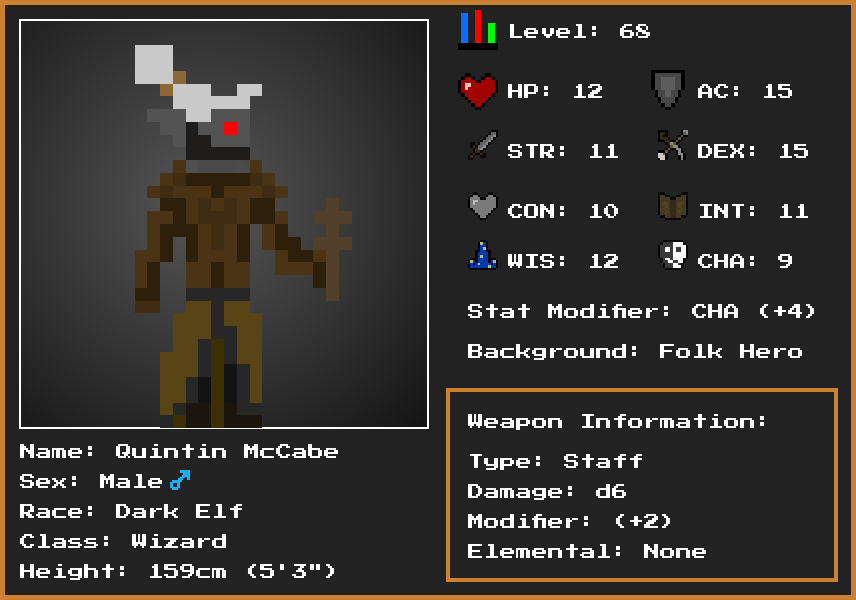 Level: 68
HP: 12 AC: 15
STR: 11 DEX: 15
CON: 10 INT: 11
WIS: 12 CHA: 9
Stat Modifier: CHA (+4)
Background: Folk Hero
Weapon Information:
Type: Staff
Damage: d6
Modifier: (+2)
Elemental: None
Name: Quintin McCabe
Sex: Male ♂
Race: Dark Elf
Class: Wizard
Height: 159cm (5'3")